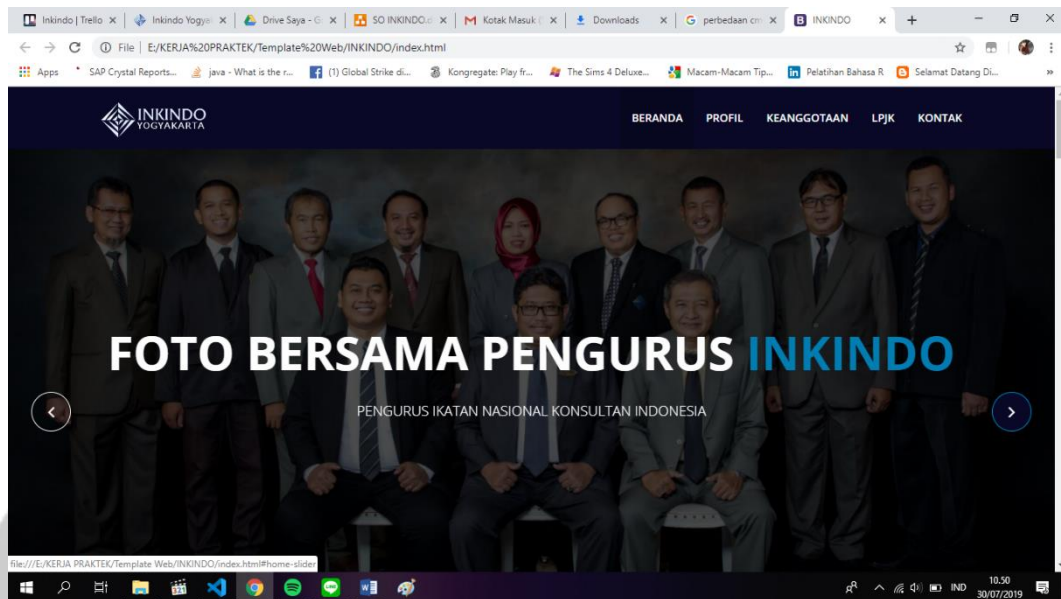 Inkindo | Trello
Inkindo Yogyak
Drive Saya - G
SO INKINDO.d
Kotak Masuk (
Downloads
perbedaan cm
INKINDO
File | E:/KERJA%20PRAKTEK/Template%20Web/INKINDO/index.html
Apps
SAP Crystal Reports...
java - What is the r...
(1) Global Strike di...
Kongregate: Play fr...
The Sims 4 Deluxe...
Macam-Macam Tip...
Pelatihan Bahasa R
Selamat Datang Di...
INKINDO
YOGYAKARTA
BERANDA PROFIL KEANGGOTAAN LPJK KONTAK
FOTO BERSAMA PENGURUS INKINDO
PENGURUS IKATAN NASIONAL KONSULTAN INDONESIA
file:///E:/KERJA PRAKTEK/Template Web/INKINDO/index.html#home-slider
IND
10.50
30/07/2019